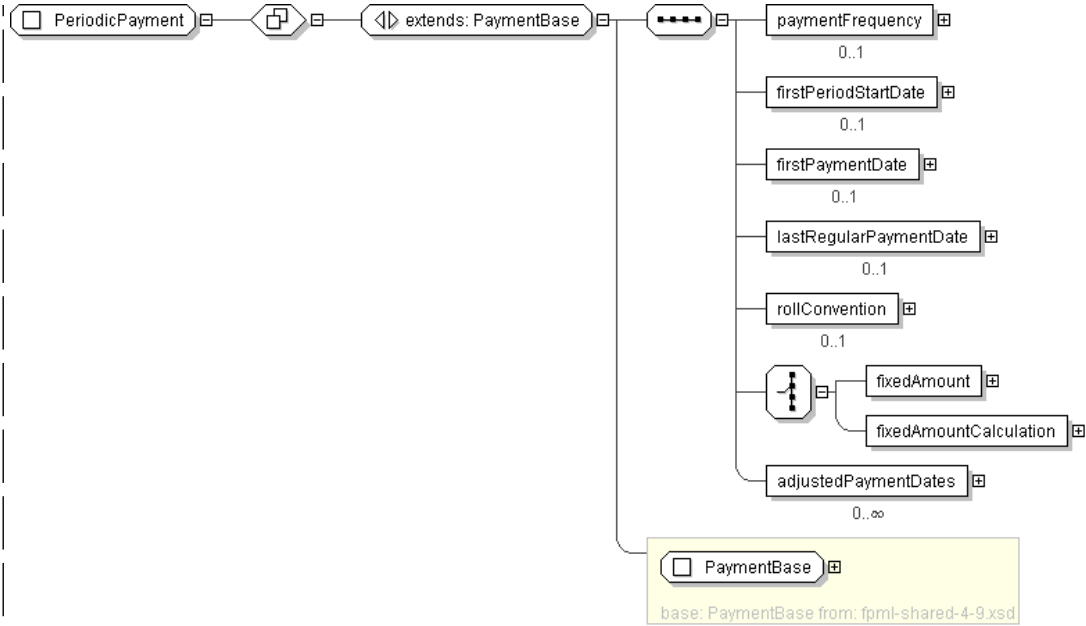 PeriodicPayment
extends: PaymentBase
paymentFrequency
0..1
firstPeriodStartDate
0..1
firstPaymentDate
0..1
lastRegularPaymentDate
0..1
rollConvention
0..1
fixedAmount
fixedAmountCalculation
adjustedPaymentDates
0..∞
PaymentBase
base: PaymentBase from: fpml-shared-4-9.xsd